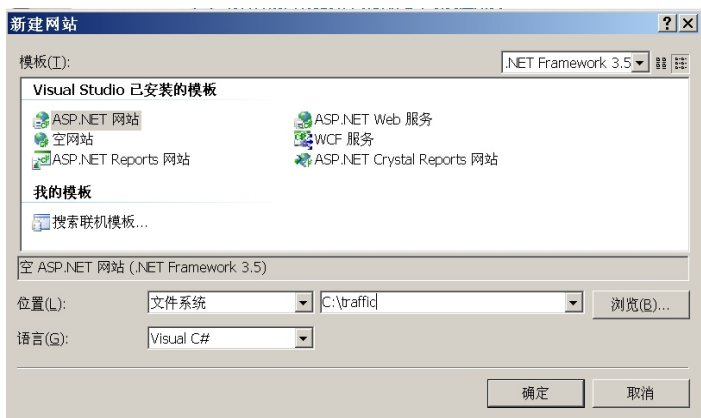 新建网站
模板(T):
.NET Framework 3.5
Visual Studio 已安装的模板
ASP.NET 网站
ASP.NET Web 服务
空网站
WCF 服务
ASP.NET Reports 网站
ASP.NET Crystal Reports 网站
我的模板
搜索联机模板...
空 ASP.NET 网站 (.NET Framework 3.5)
位置(L):
文件系统
C:\traffic
浏览(B)...
语言(G):
Visual C#
确定
取消